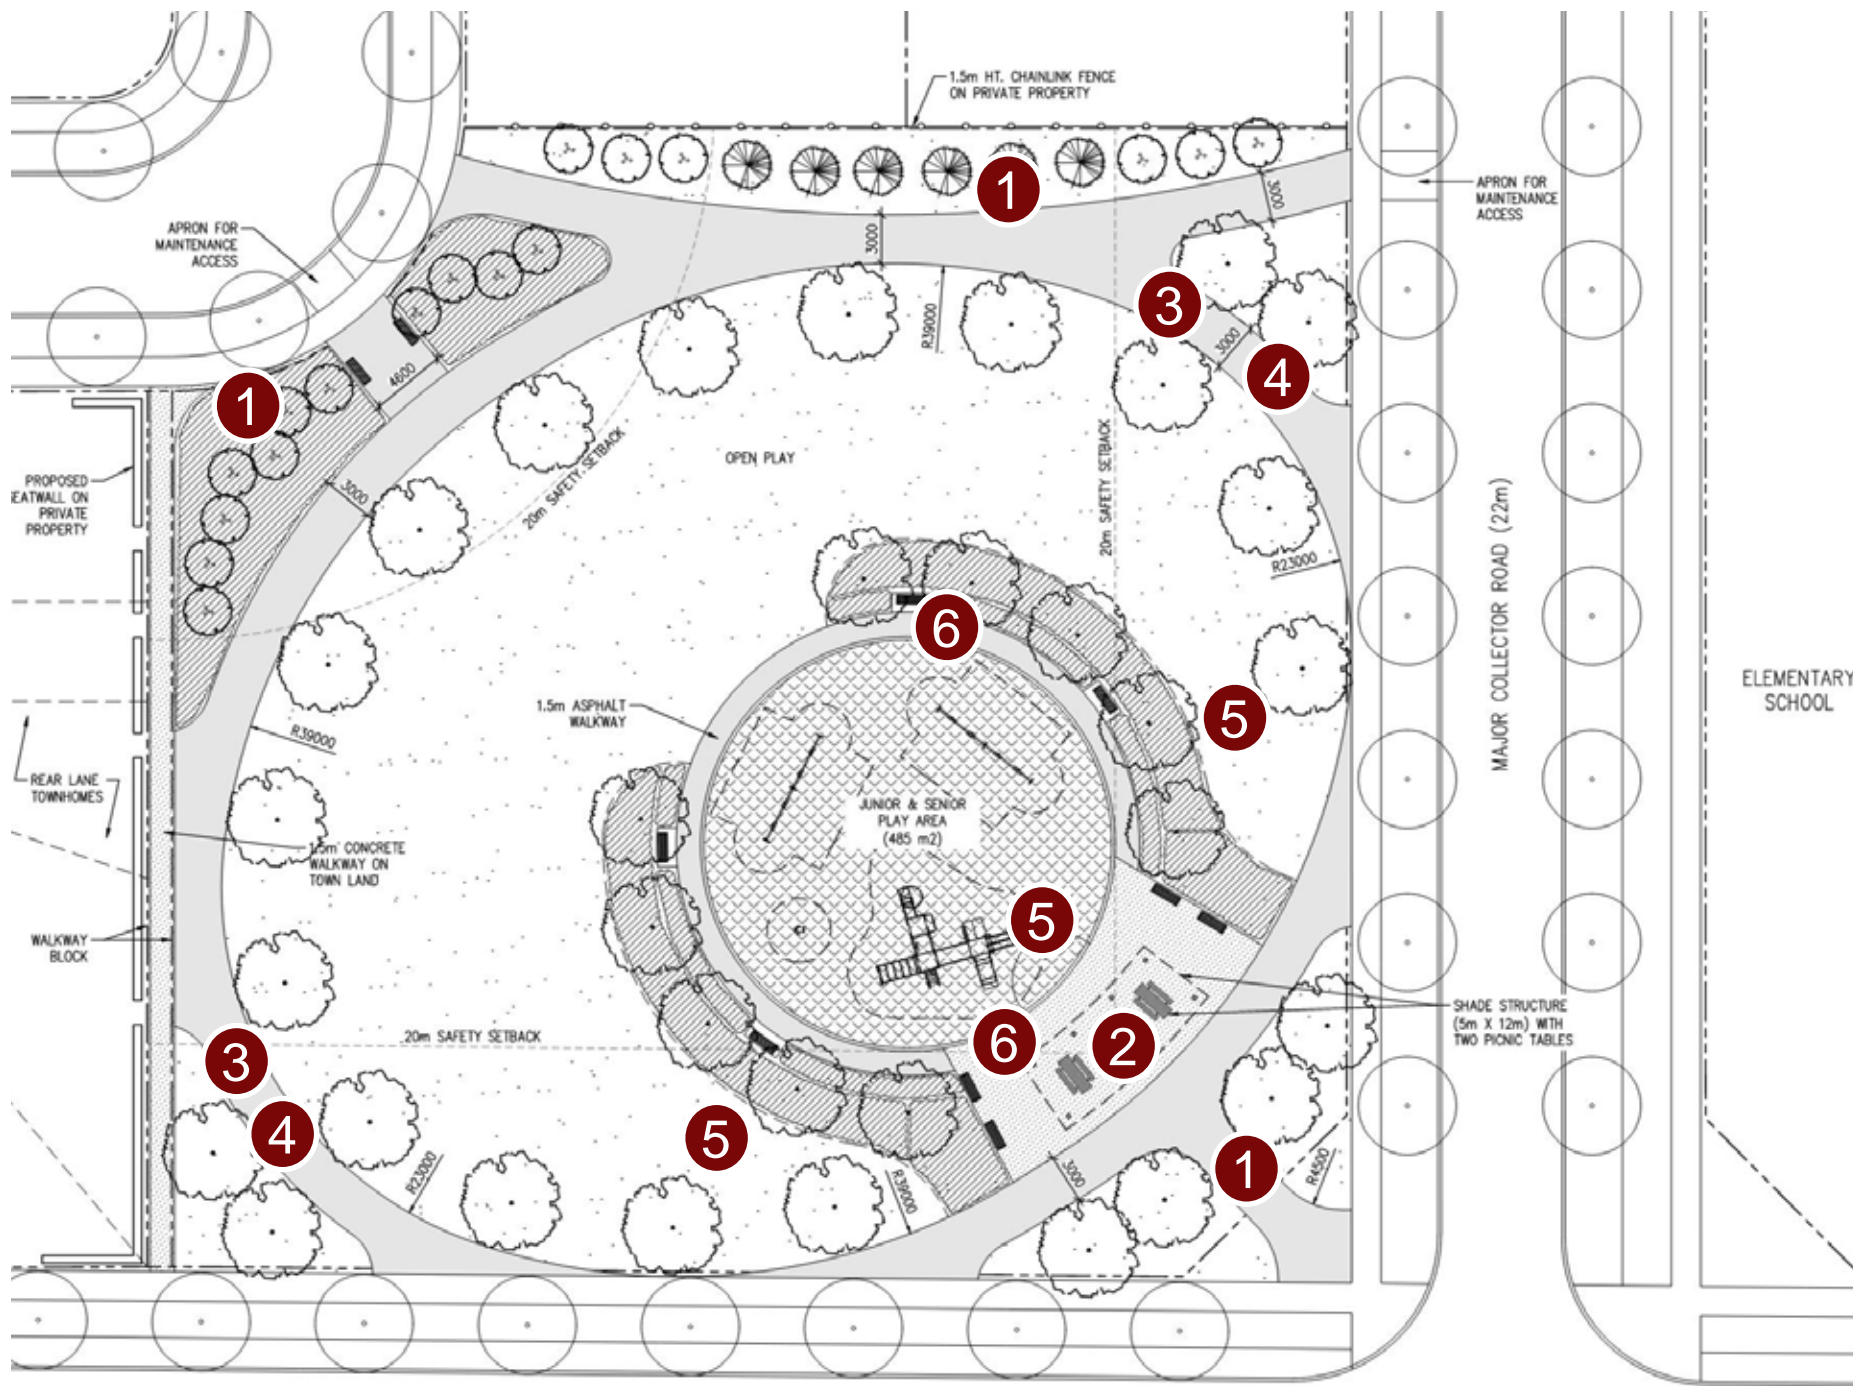 1.5m HT. CHAINLINK FENCE
ON PRIVATE PROPERTY
APRON FOR
MAINTENANCE
ACCESS
3000
1
3000
APRON FOR
MAINTENANCE
ACCESS
R39000
3
3000
4
4600
1
20m SAFETY SETBACK
OPEN PLAY
20m SAFETY SETBACK
3000
PROPOSED
EATWALL ON
PRIVATE
PROPERTY
R23000
MAJOR COLLECTOR ROAD (22m)
6
ELEMENTARY
SCHOOL
1.5m ASPHALT
WALKWAY
5
R39000
REAR LANE
TOWNHOMES
JUNIOR & SENIOR
PLAY AREA
(485 m2)
1.5m CONCRETE
WALKWAY ON
TOWN LAND
5
WALKWAY
BLOCK
SHADE STRUCTURE
(5m X 12m) WITH
TWO PICNIC TABLES
20m SAFETY SETBACK
6
2
3
4
5
R23000
R39000
3000
1
R4500